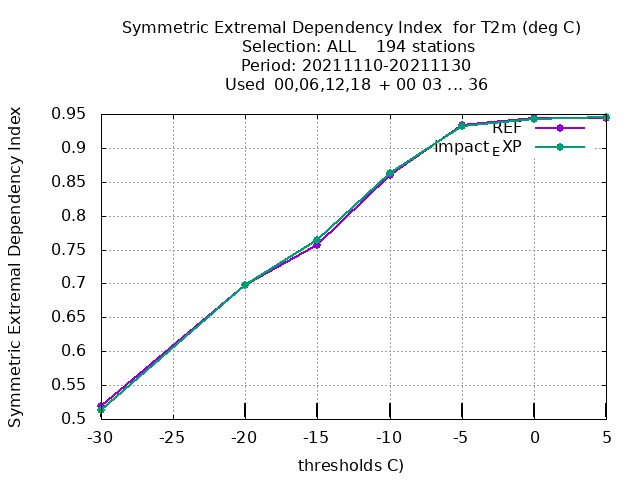 Symmetric Extremal Dependency Index  for T2m (deg C)
Selection: ALL    194 stations
Period: 20211110-20211130
Used  00,06,12,18  + 00 03 ... 36
Symmetric Extremal Dependency Index
0.95
0.9
0.85
0.8
0.75
0.7
0.65
0.6
0.55
0.5
REF
Impact_EXP
-30 -25 -20 -15 -10 -5 0 5
thresholds C)